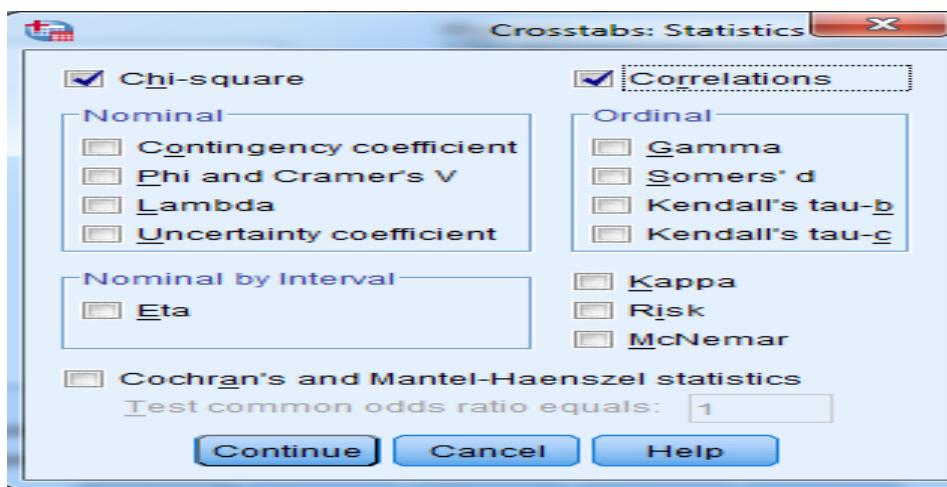 Crosstabs: Statistics
Chi-square
Correlations
Nominal
Contingency coefficient
Phi and Cramer's V
Lambda
Uncertainty coefficient
Ordinal
Gamma
Somers' d
Kendall's tau-b
Kendall's tau-c
Nominal by Interval
Eta
Kappa
Risk
McNemar
Cochran's and Mantel-Haenszel statistics
Test common odds ratio equals: 1
Continue Cancel Help